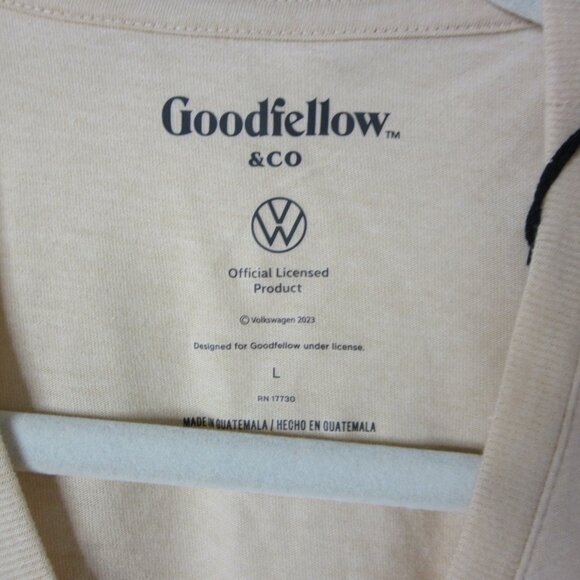 Goodfellow™
&CO
VW
Official Licensed
Product
© Volkswagen 2023
Designed for Goodfellow under license.
L
RN 17730
MADE IN GUATEMALA / HECHO EN GUATEMALA